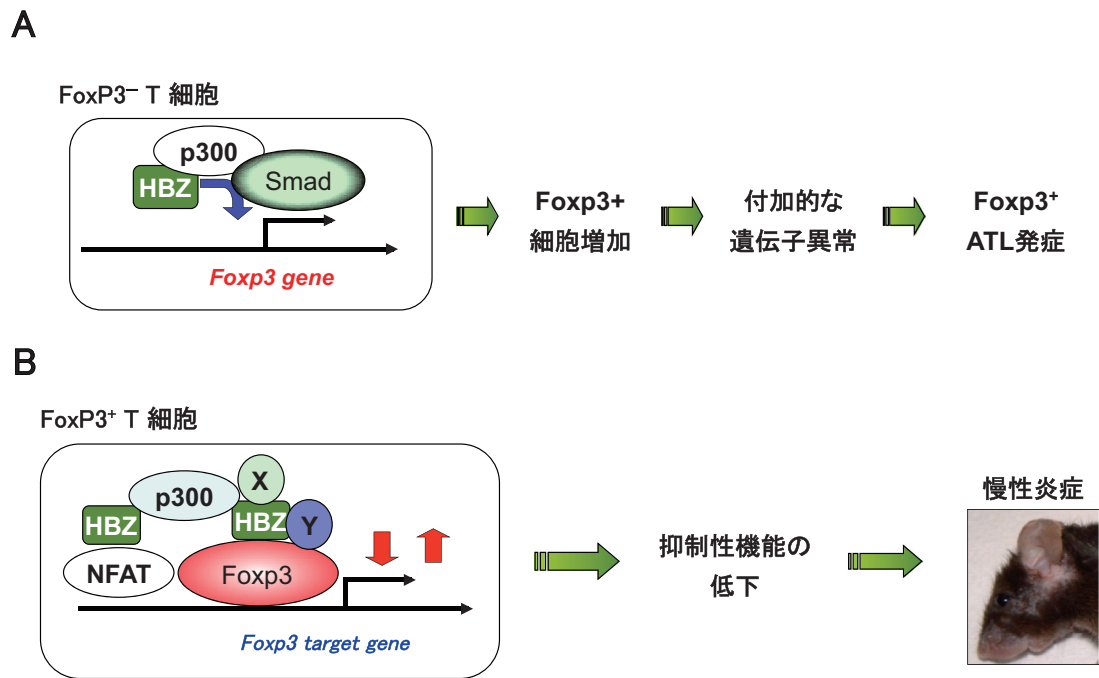 A
FoxP3⁻ T 細胞
p300
HBZ
Smad
Foxp3 gene
Foxp3+
細胞増加
付加的な
遺伝子異常
Foxp3⁺
ATL発症
B
FoxP3⁺ T 細胞
X
p300
HBZ
HBZ
Y
NFAT
Foxp3
Foxp3 target gene
抑制性機能の
低下
慢性炎症